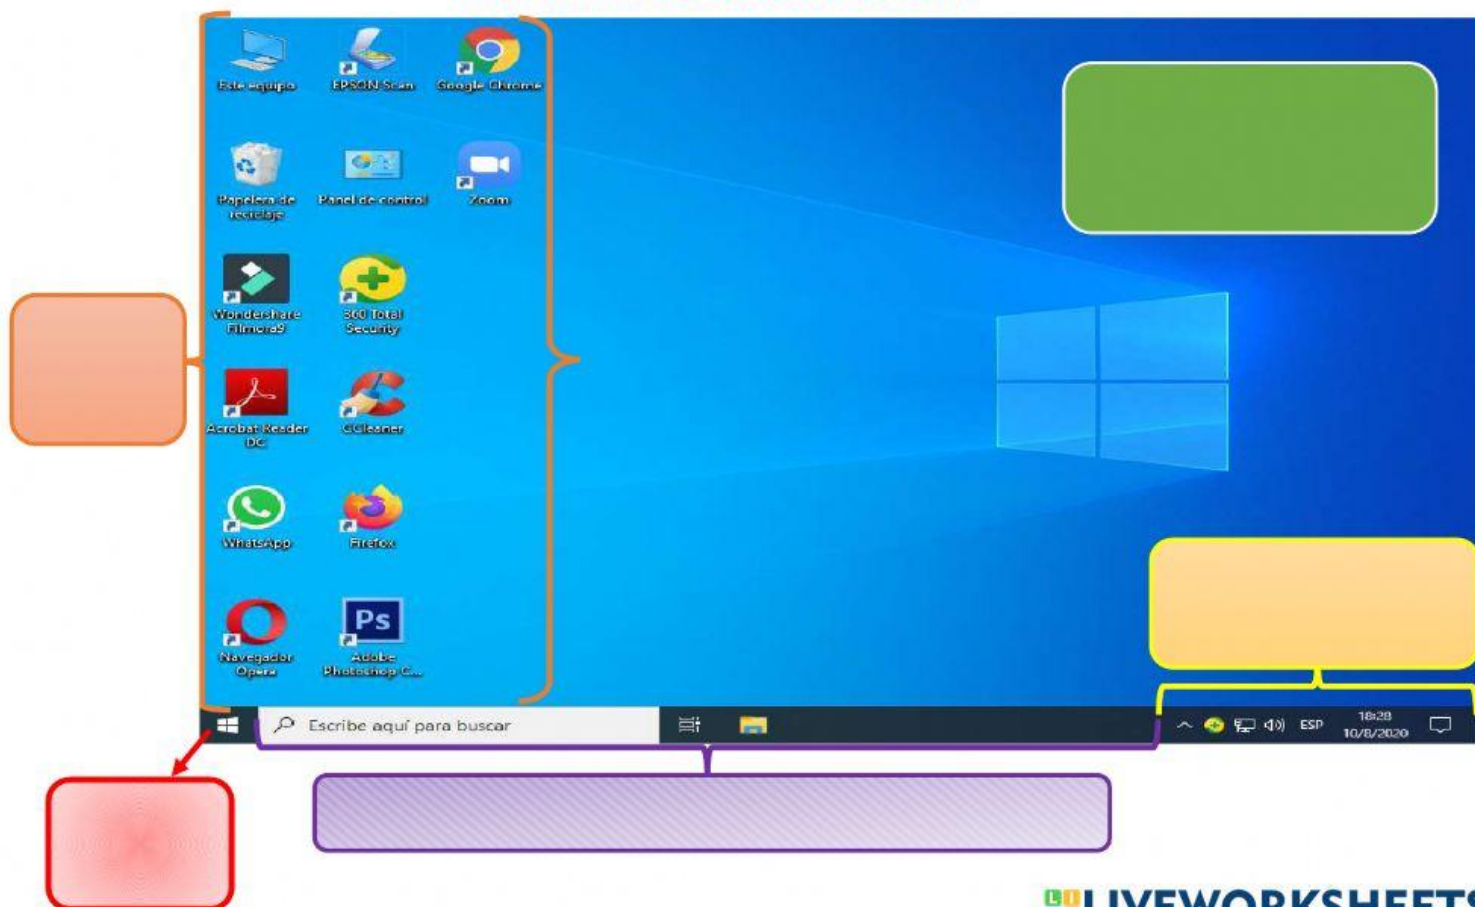 Este equipo
EPSON Scan
Google Chrome
Papelera de
reciclaje
Panel de control
Zoom
Wondershare
Filmora9
360 Total
Security
Acrobat Reader
DC
CCleaner
WhatsApp
Firefox
Navegador
Opera
Ps
Adobe
Photoshop C...
Escribe aquí para buscar
ESP
18:28
10/8/2020
LIVEWORKSHEETS